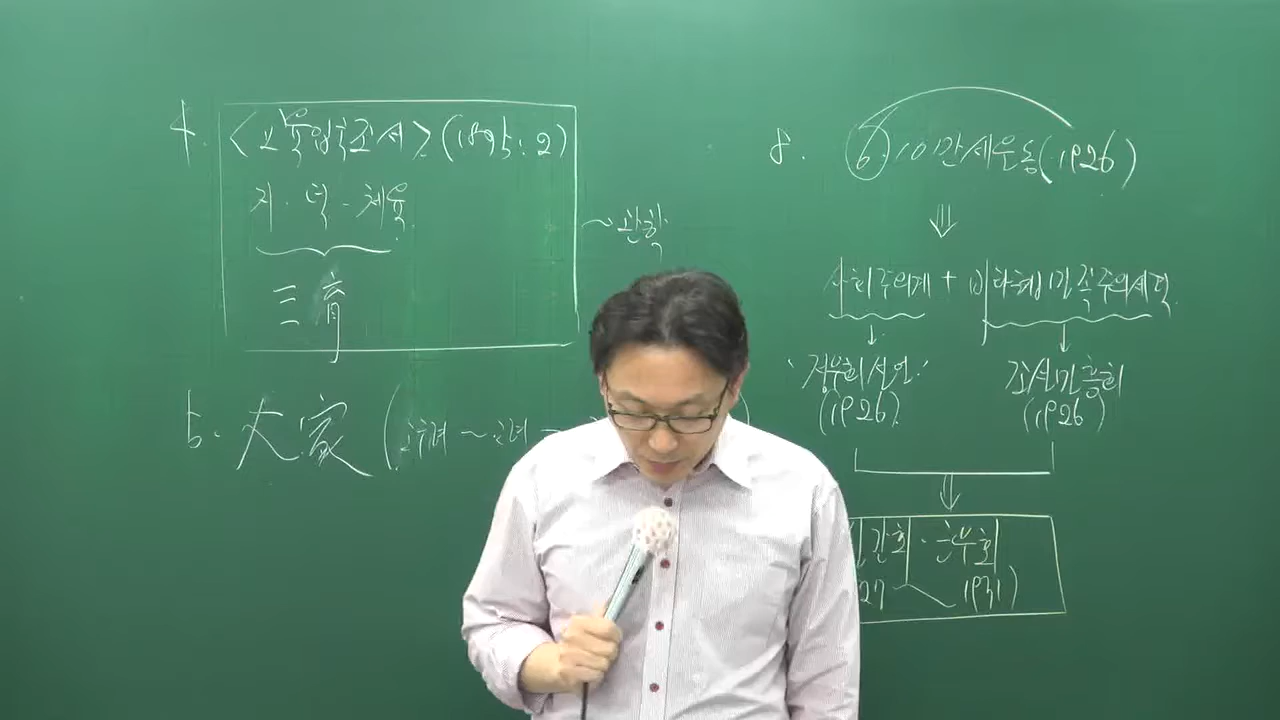 4. <교육입국조서> (1895. 2)
지·덕·체육
三育
~관학
5. 大家 (
8. 6.10만세운동(1926)
⇓
사회주의계 + 비타협민족주의세력
↓ ↓
'정우회선언' 조선민흥회
(1926) (1926)
⇓
간회·근우회
27 1931)